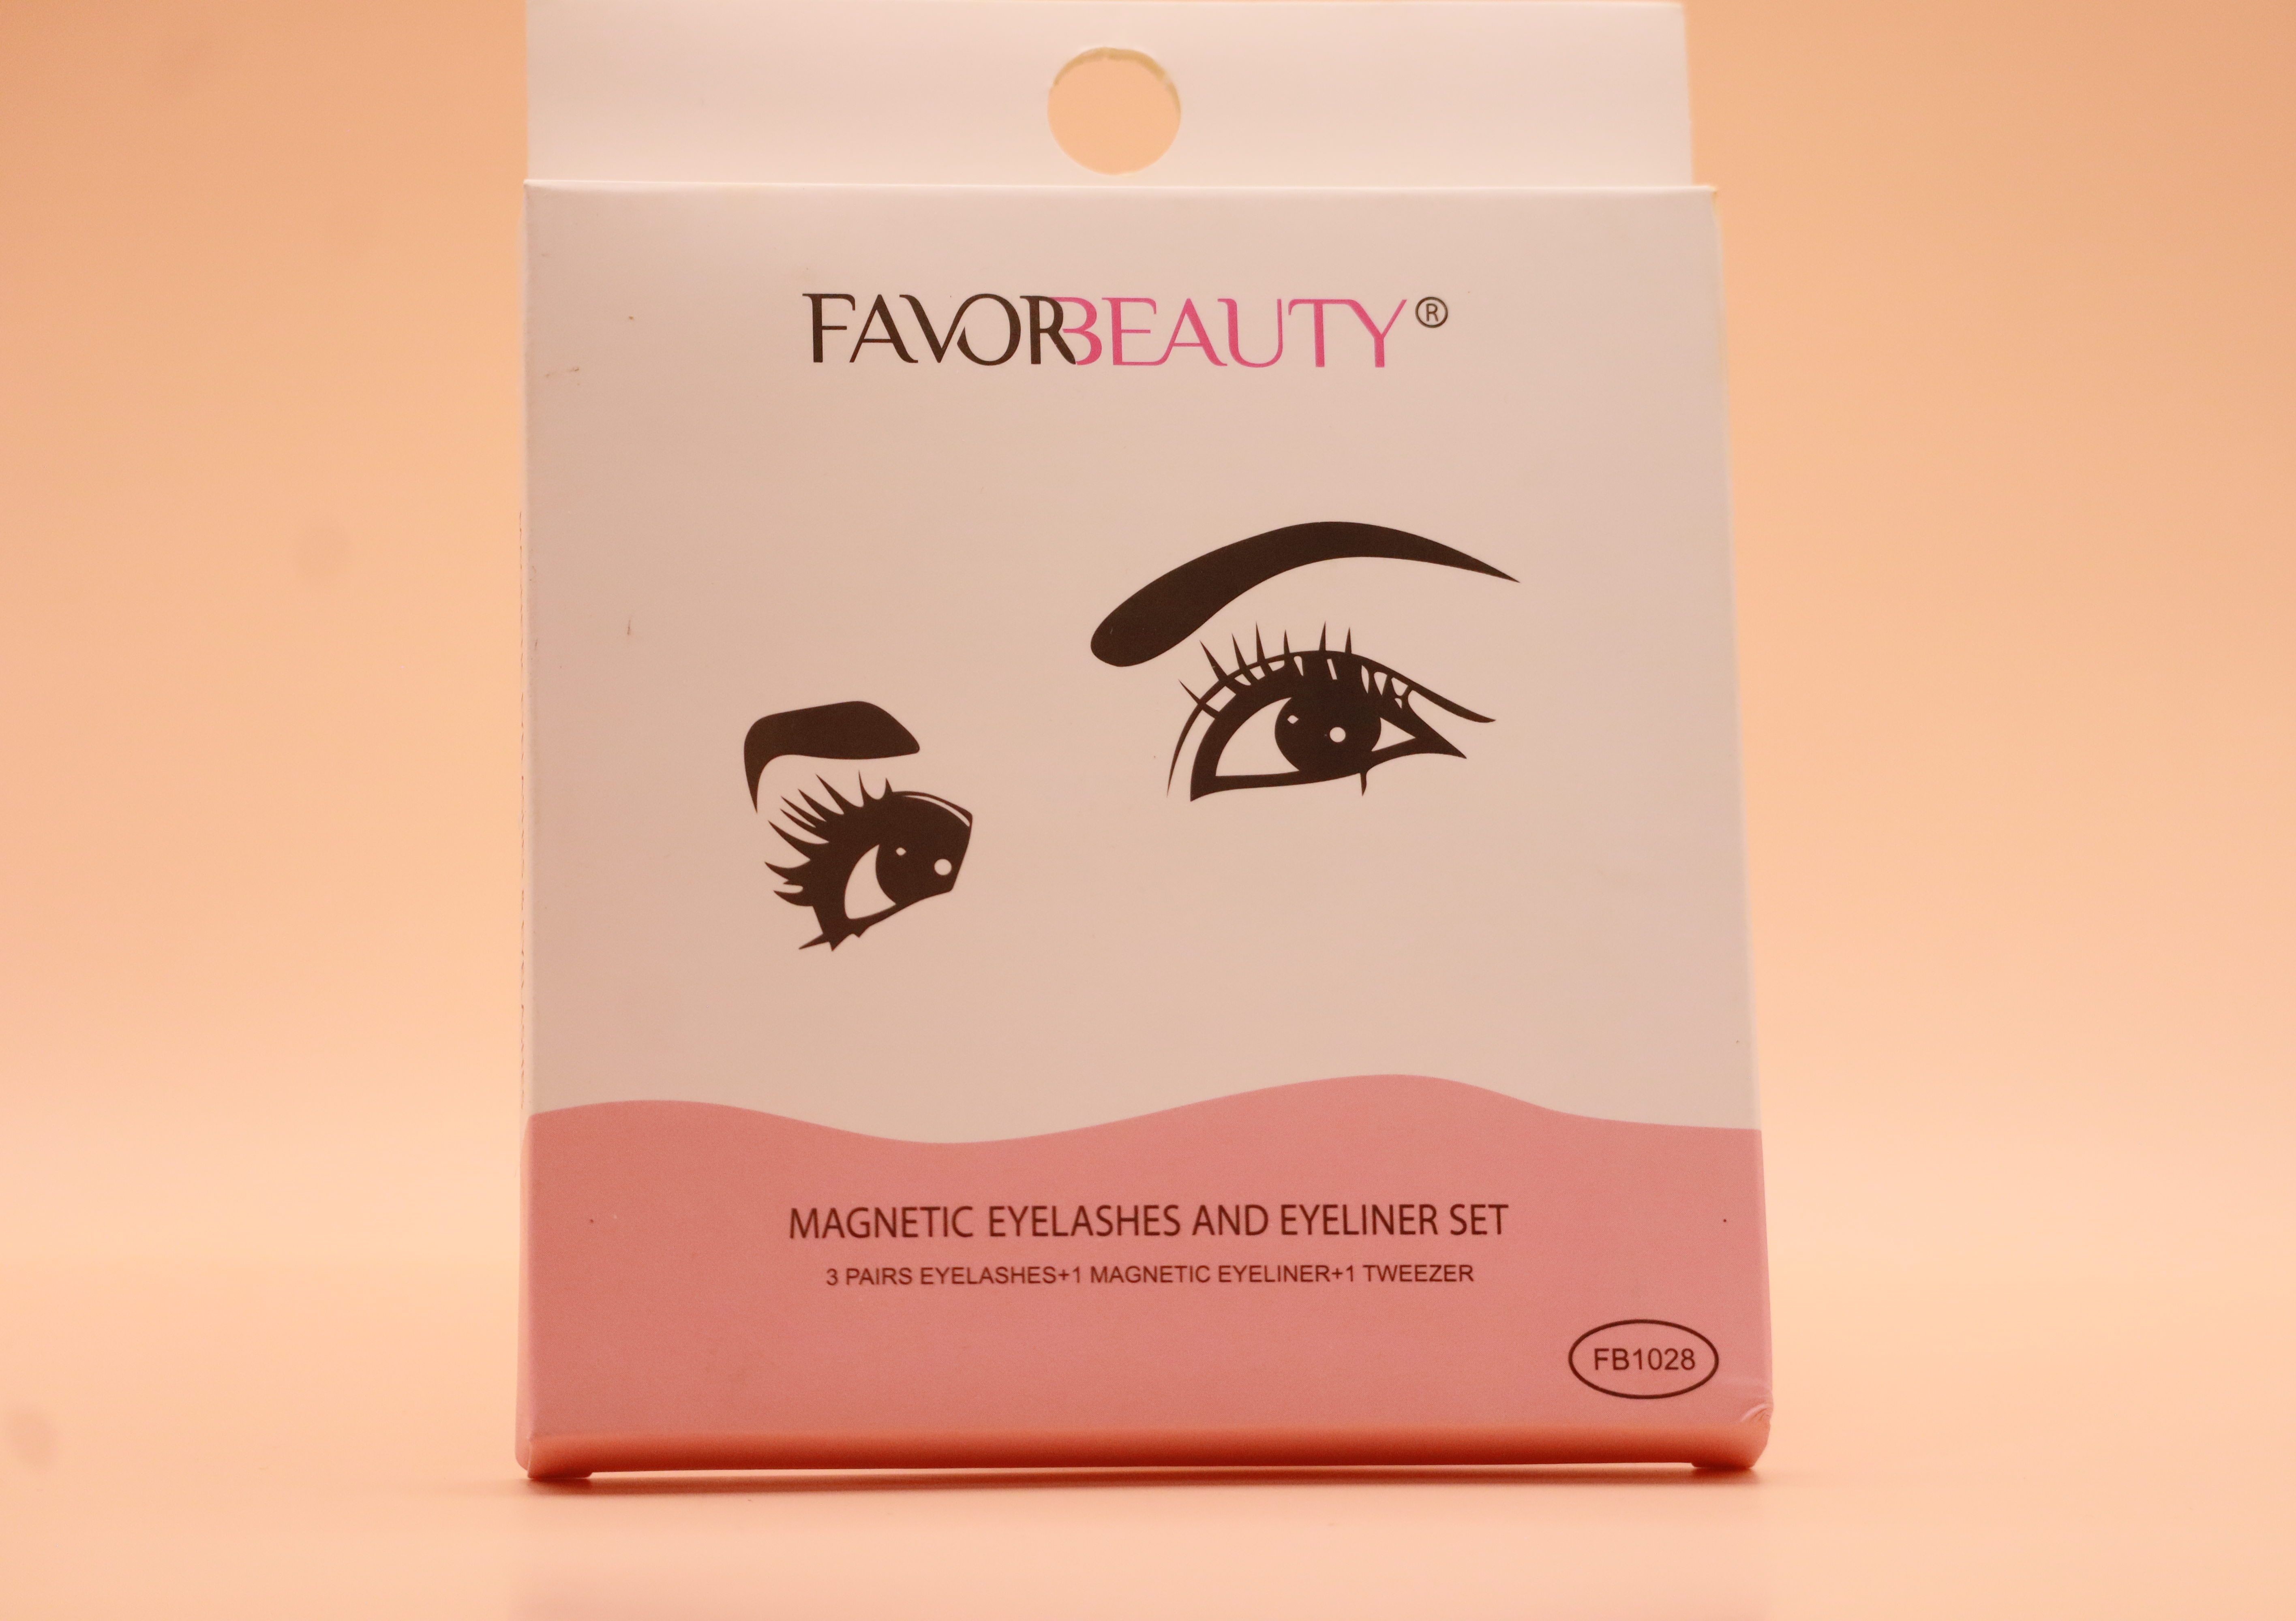 FAVORBEAUTY®
MAGNETIC EYELASHES AND EYELINER SET
3 PAIRS EYELASHES+1 MAGNETIC EYELINER+1 TWEEZER
FB1028